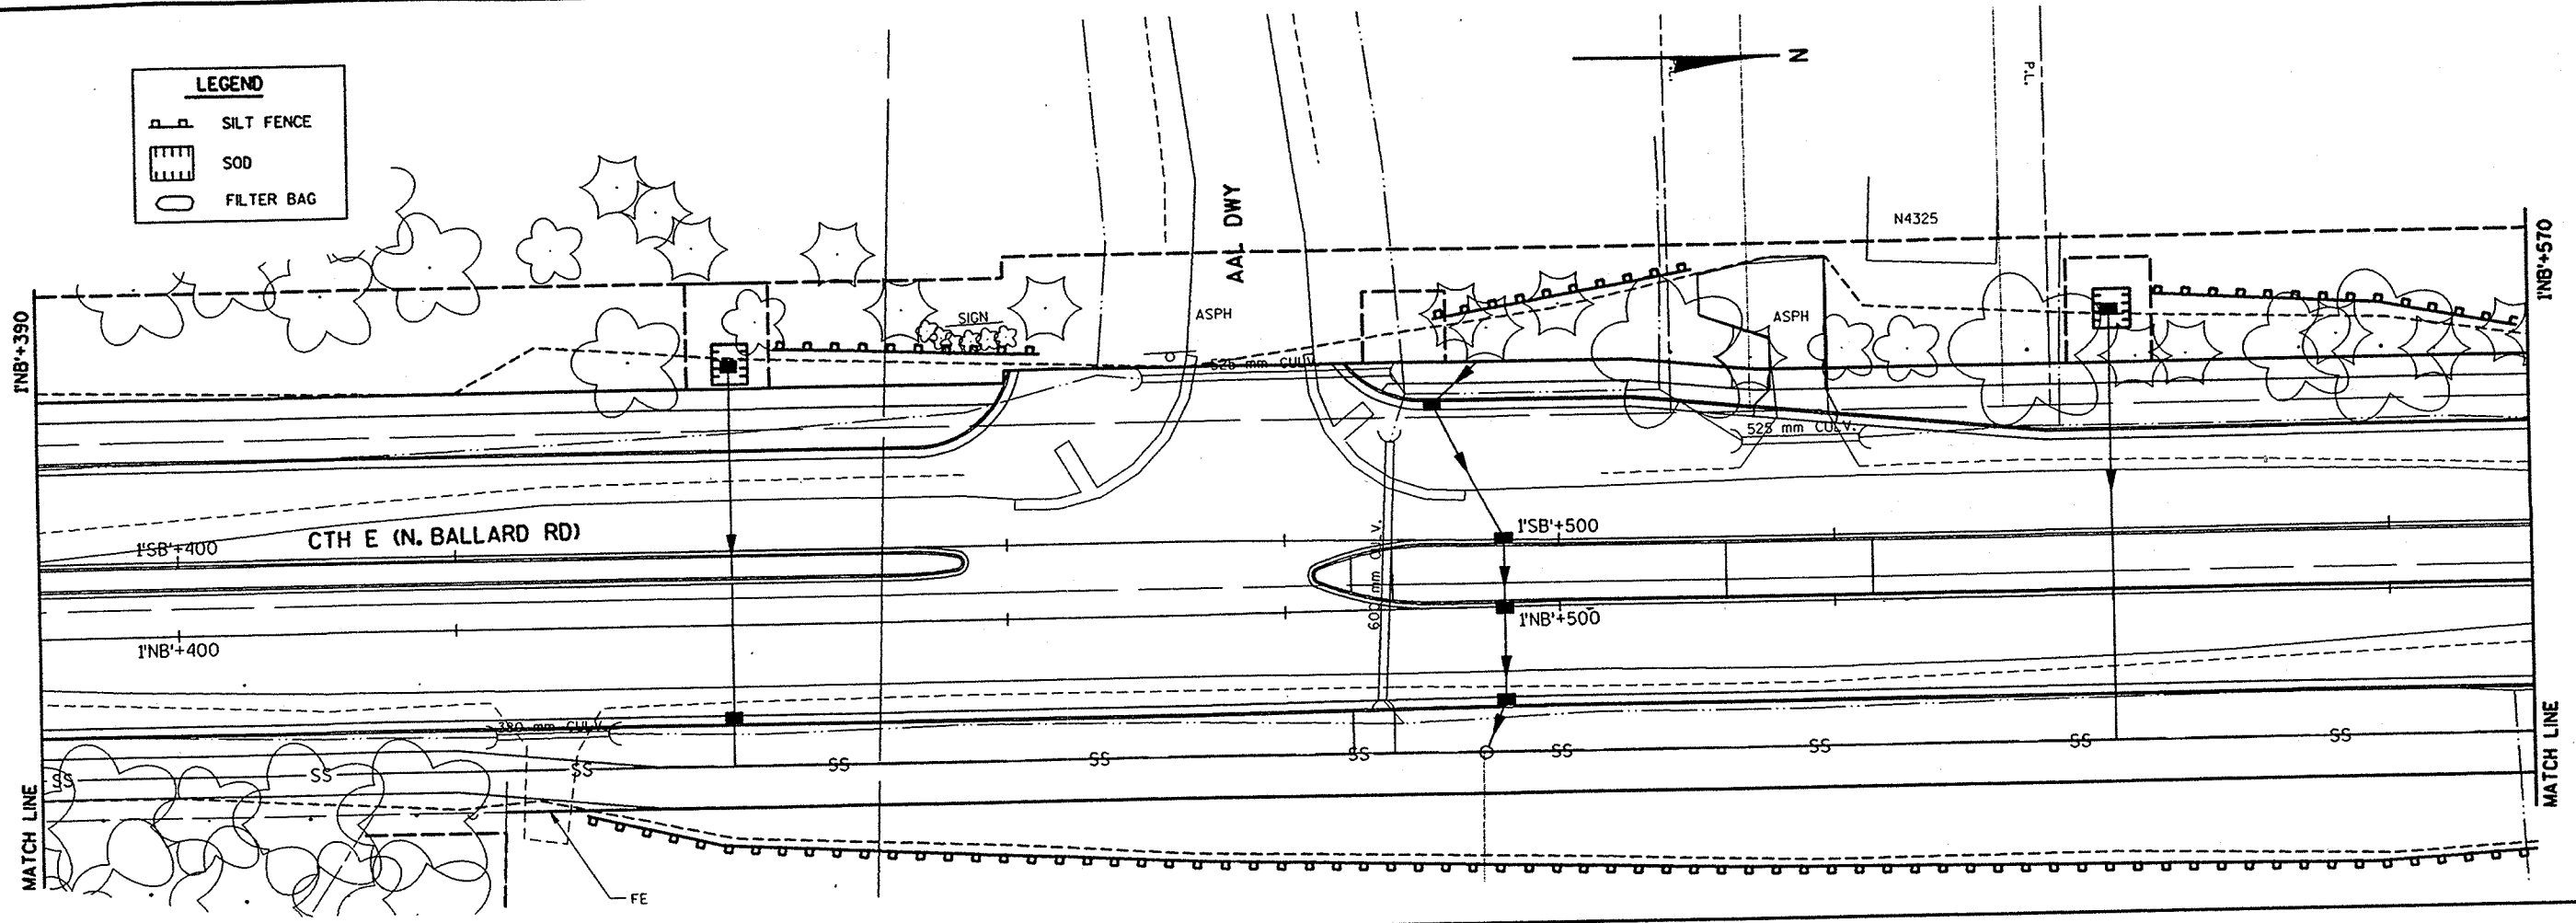 LEGEND
SILT FENCE
SOD
FILTER BAG
N
P.L.
AAL DWY
N4325
1'NB'+570
1'NB'+390
SIGN
ASPH
ASPH
525 mm CULV.
525 mm CULV.
CTH E (N. BALLARD RD)
1'SB'+400
1'SB'+500
600 mm CULV.
1'NB'+500
1'NB'+400
380 mm CULV.
SS
SS
SS
SS
SS
SS
SS
SS
SS
SS
MATCH LINE
MATCH LINE
FE